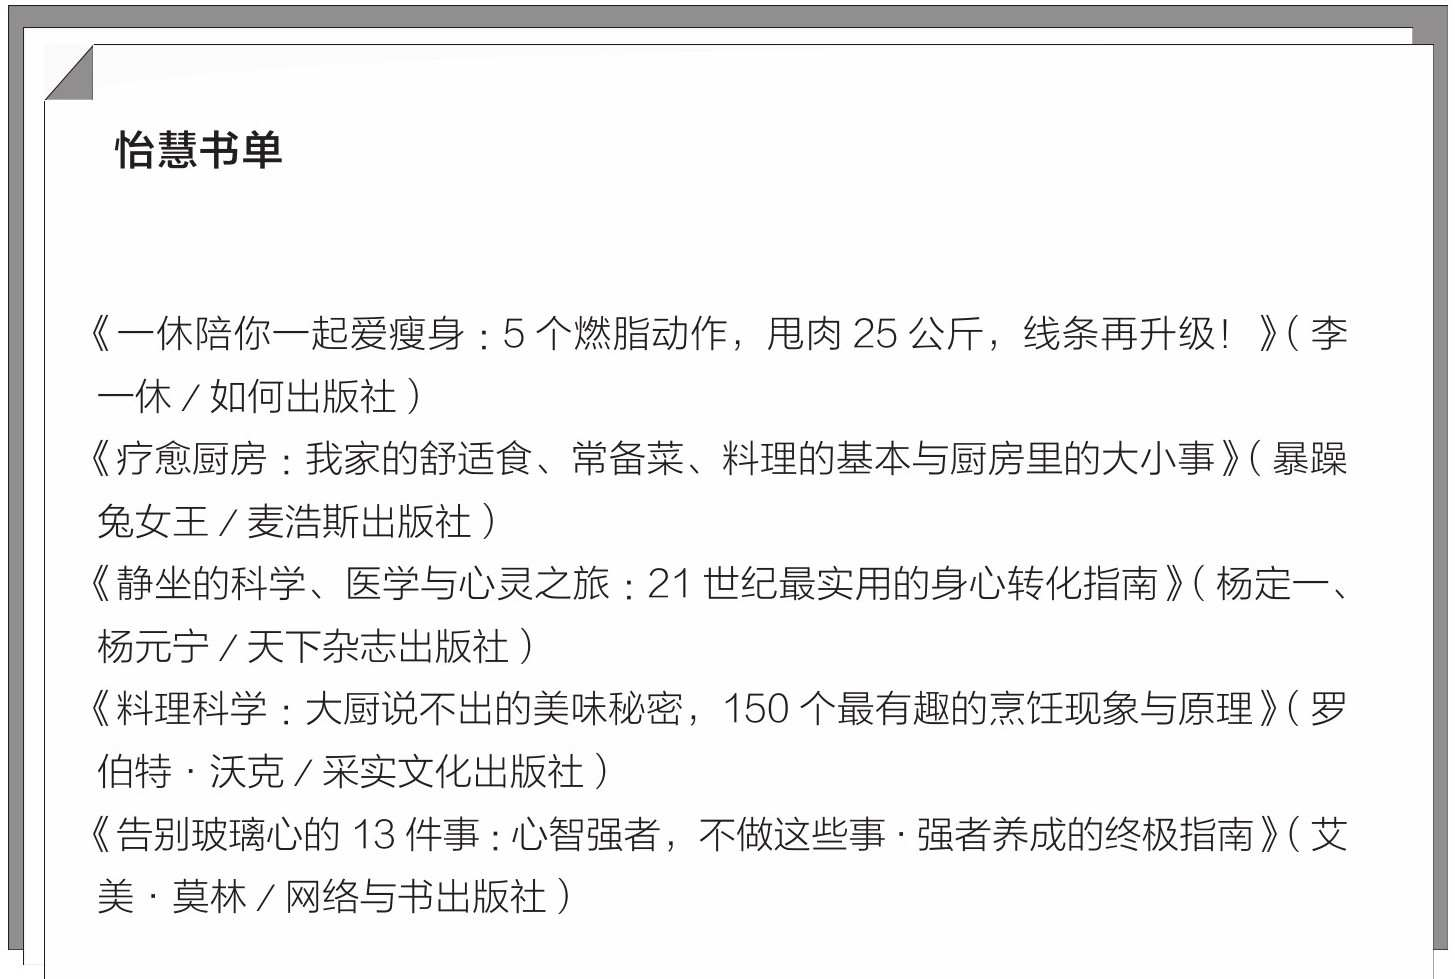 怡慧书单
《一休陪你一起爱瘦身：5 个燃脂动作，甩肉 25 公斤，线条再升级！》（李
一休 / 如何出版社）
《疗愈厨房：我家的舒适食、常备菜、料理的基本与厨房里的大小事》（暴躁
兔女王 / 麦浩斯出版社）
《静坐的科学、医学与心灵之旅：21 世纪最实用的身心转化指南》（杨定一、
杨元宁 / 天下杂志出版社）
《料理科学：大厨说不出的美味秘密，150 个最有趣的烹饪现象与原理》（罗
伯特·沃克 / 采实文化出版社）
《告别玻璃心的 13 件事：心智强者，不做这些事·强者养成的终极指南》（艾
美·莫林 / 网络与书出版社）